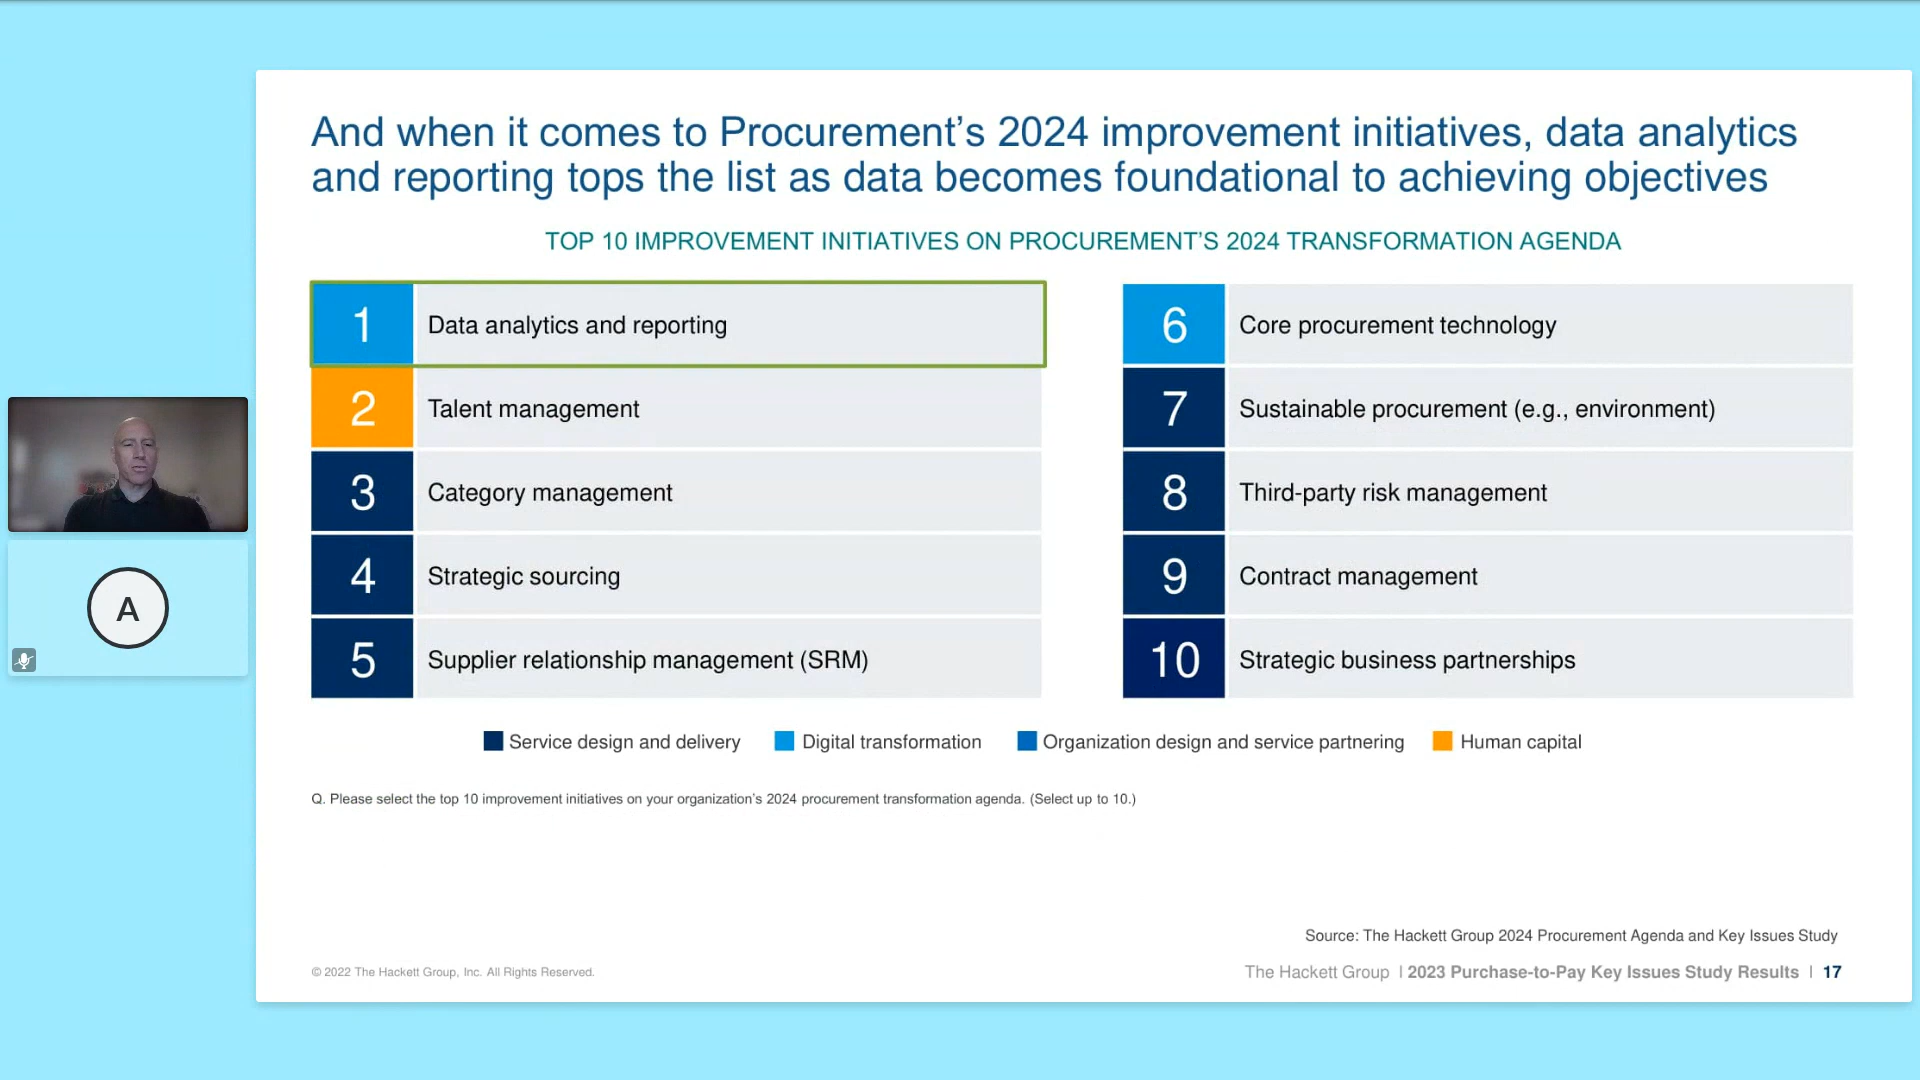 And when it comes to Procurement’s 2024 improvement initiatives, data analytics
and reporting tops the list as data becomes foundational to achieving objectives
TOP 10 IMPROVEMENT INITIATIVES ON PROCUREMENT’S 2024 TRANSFORMATION AGENDA
1 Data analytics and reporting
2 Talent management
3 Category management
4 Strategic sourcing
5 Supplier relationship management (SRM)
6 Core procurement technology
7 Sustainable procurement (e.g., environment)
8 Third-party risk management
9 Contract management
10 Strategic business partnerships
Service design and delivery Digital transformation Organization design and service partnering Human capital
Q. Please select the top 10 improvement initiatives on your organization’s 2024 procurement transformation agenda. (Select up to 10.)
Source: The Hackett Group 2024 Procurement Agenda and Key Issues Study
© 2022 The Hackett Group, Inc. All Rights Reserved.
The Hackett Group | 2023 Purchase-to-Pay Key Issues Study Results | 17
A